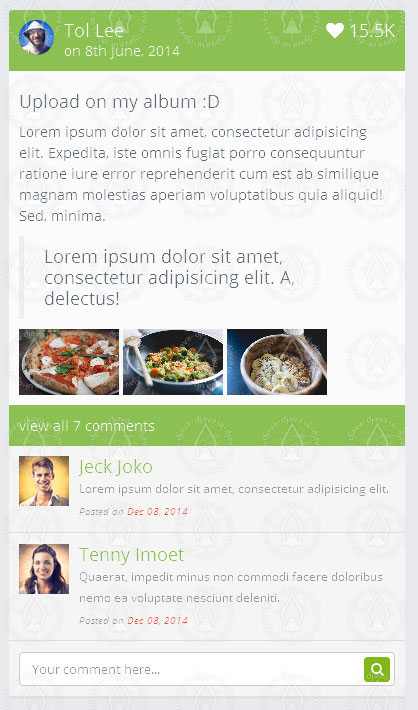 Tol Lee
15.5K
on 8th June, 2014
Upload on my album :D
Lorem ipsum dolor sit amet, consectetur adipisicing
elit. Expedita, iste omnis fugiat porro consequuntur
ratione iure error reprehenderit cum est ab similique
magnam molestias aperiam voluptatibus quia aliquid!
Sed, minima.
Lorem ipsum dolor sit amet,
consectetur adipisicing elit. A,
delectus!
view all 7 comments
Jeck Joko
Lorem ipsum dolor sit amet, consectetur adipisicing elit.
Posted on Dec 08, 2014
Tenny Imoet
Quaerat, impedit minus non commodi facere doloribus
nemo ea voluptate nesciunt deleniti.
Posted on Dec 08, 2014
Your comment here...